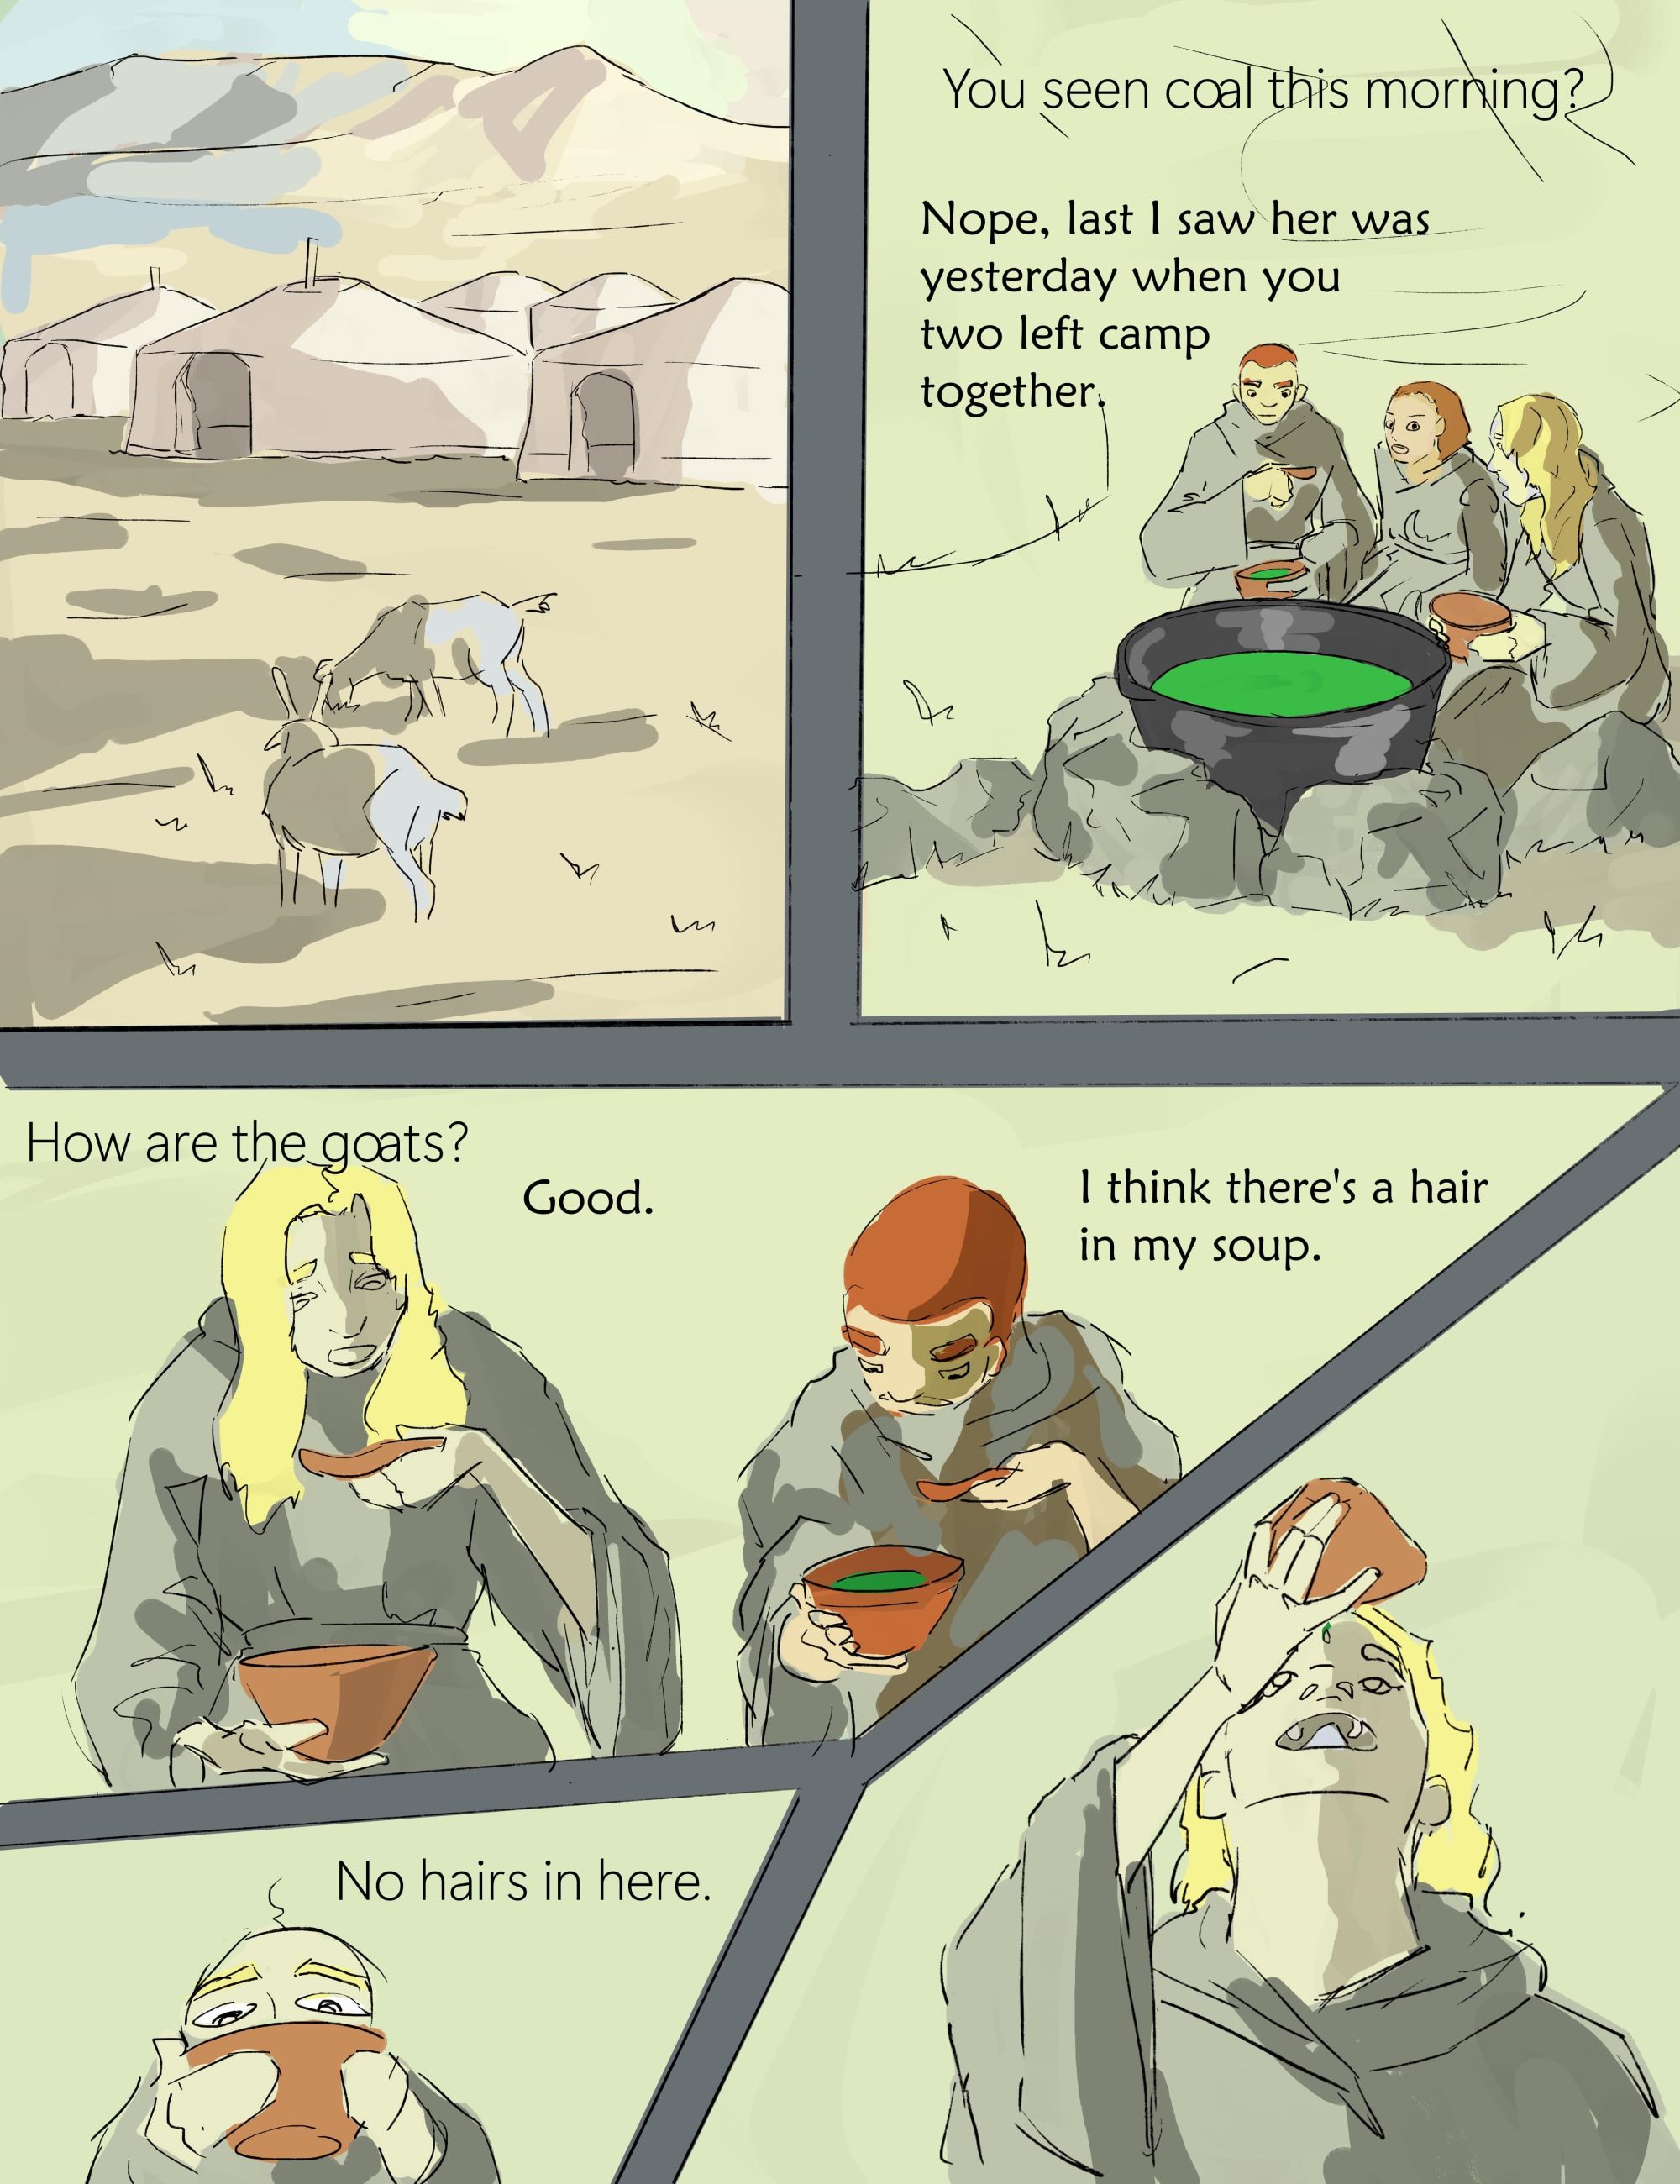 You seen coal this morning?
Nope, last I saw her was
yesterday when you
two left camp
together.
How are the goats?
Good.
I think there's a hair
in my soup.
No hairs in here.